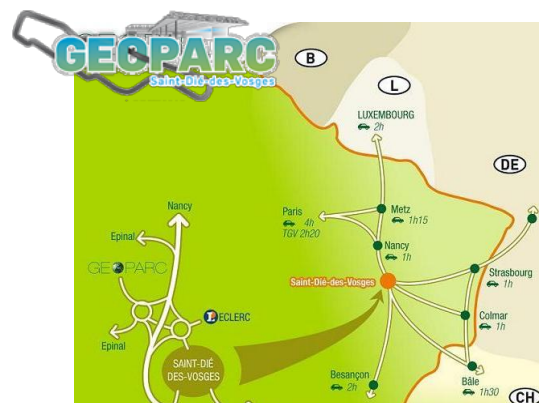 GEOPARC
Saint-Dié-des-Vosges
B
L
LUXEMBOURG
2h
DE
Nancy
Paris
4h
TGV 2h20
Metz
1h15
Epinal
Nancy
1h
GEOPARC
Saint-Dié-des-Vosges
Strasbourg
1h
L ECLERC
Colmar
1h
Epinal
SAINT-DIÉ
DES-VOSGES
Besançon
2h
Bâle
1h30
CH